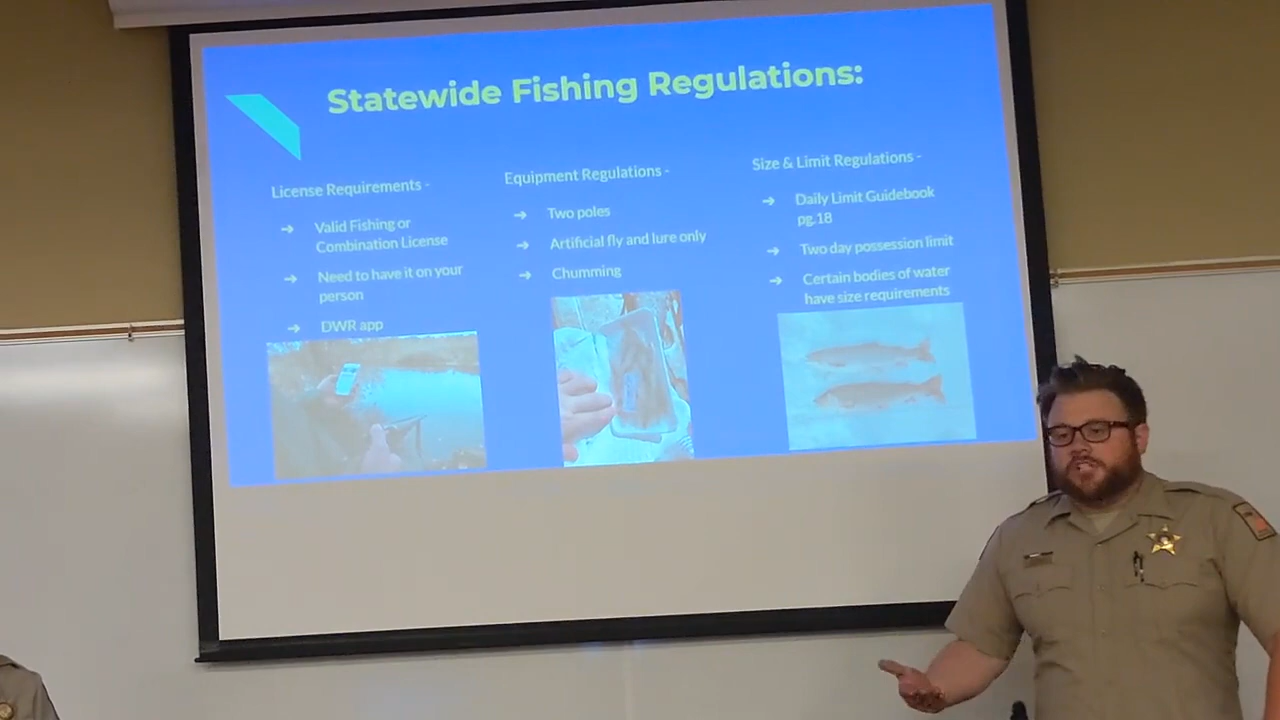 Statewide Fishing Regulations:
License Requirements -
➔ Valid Fishing or
Combination License
➔ Need to have it on your
person
➔ DWR app
Equipment Regulations -
➔ Two poles
➔ Artificial fly and lure only
➔ Chumming
Size & Limit Regulations -
➔ Daily Limit Guidebook
pg.18
➔ Two day possession limit
➔ Certain bodies of water
have size requirements